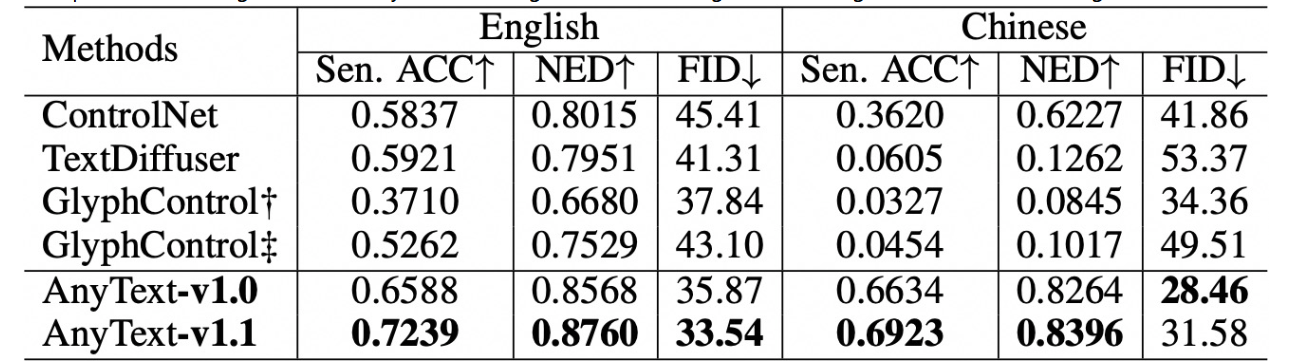 English Chinese
Methods
Sen. ACC↑ NED↑ FID↓ Sen. ACC↑ NED↑ FID↓
ControlNet 0.5837 0.8015 45.41 0.3620 0.6227 41.86
TextDiffuser 0.5921 0.7951 41.31 0.0605 0.1262 53.37
GlyphControl† 0.3710 0.6680 37.84 0.0327 0.0845 34.36
GlyphControl‡ 0.5262 0.7529 43.10 0.0454 0.1017 49.51
AnyText-v1.0 0.6588 0.8568 35.87 0.6634 0.8264 28.46
AnyText-v1.1 0.7239 0.8760 33.54 0.6923 0.8396 31.58